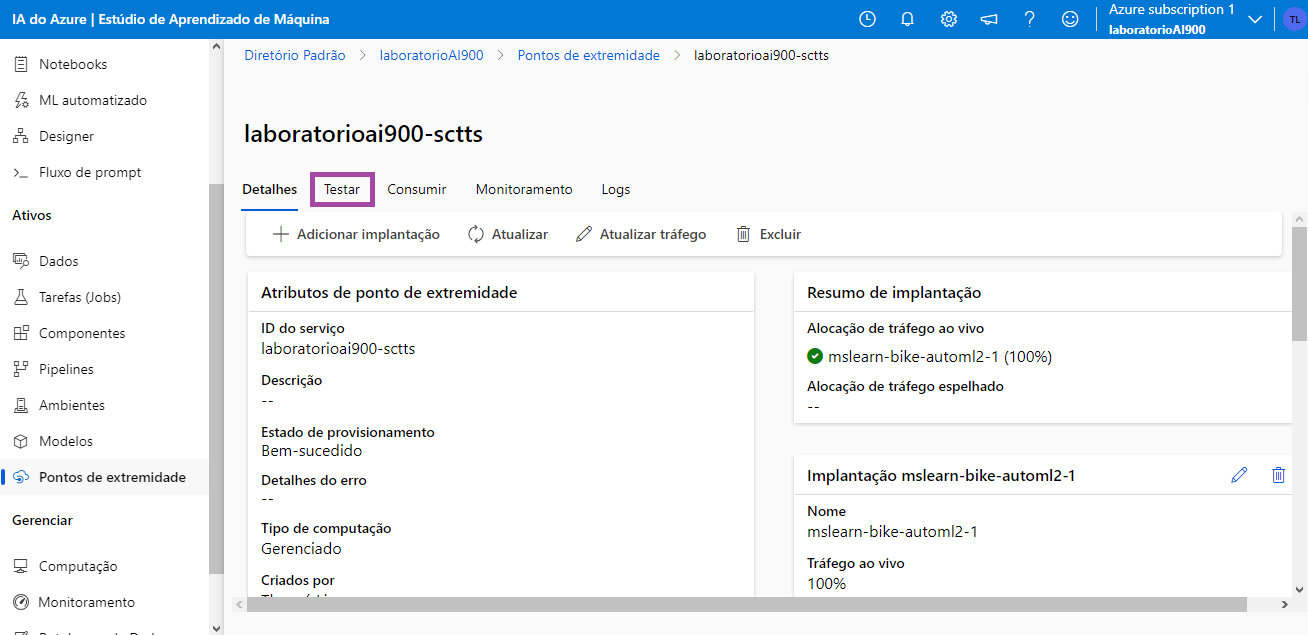 IA do Azure | Estúdio de Aprendizado de Máquina
Azure subscription 1
laboratorioAI900
TL
Notebooks
ML automatizado
Designer
Fluxo de prompt
Ativos
Dados
Tarefas (Jobs)
Componentes
Pipelines
Ambientes
Modelos
Pontos de extremidade
Gerenciar
Computação
Monitoramento
Diretório Padrão > laboratorioAI900 > Pontos de extremidade > laboratorioai900-sctts
laboratorioai900-sctts
Detalhes Testar Consumir Monitoramento Logs
Adicionar implantação Atualizar Atualizar tráfego Excluir
Atributos de ponto de extremidade
ID do serviço
laboratorioai900-sctts
Descrição
--
Estado de provisionamento
Bem-sucedido
Detalhes do erro
--
Tipo de computação
Gerenciado
Criados por
Resumo de implantação
Alocação de tráfego ao vivo
mslearn-bike-automl2-1 (100%)
Alocação de tráfego espelhado
--
Implantação mslearn-bike-automl2-1
Nome
mslearn-bike-automl2-1
Tráfego ao vivo
100%